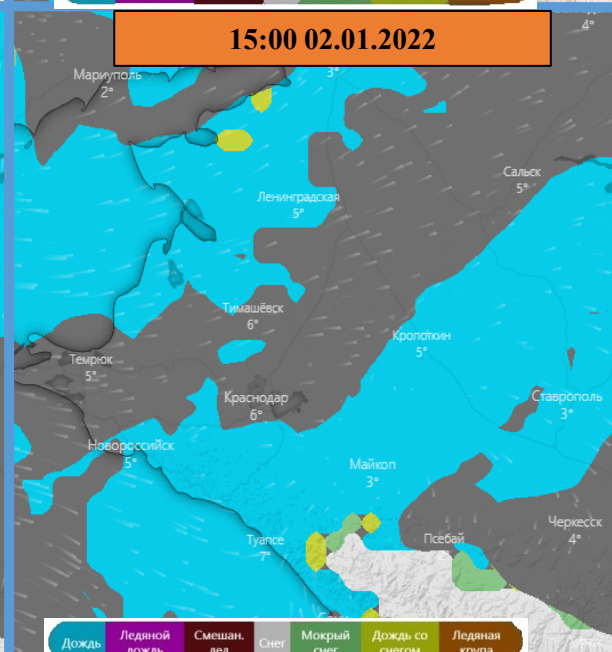 15:00 02.01.2022
4°
Мариуполь
2°
3°
Сальск
5°
Ленинградская
5°
Тимашёвск
6°
Кропоткин
5°
Темрюк
5°
Краснодар
6°
Ставрополь
3°
Новороссийск
5°
Майкоп
3°
Черкесск
4°
Туапсе
7°
Псебай
Дождь
Ледяной
дождь
Смешан.
лед
Снег
Мокрый
снег
Дождь со
снегом
Ледяная
крупа